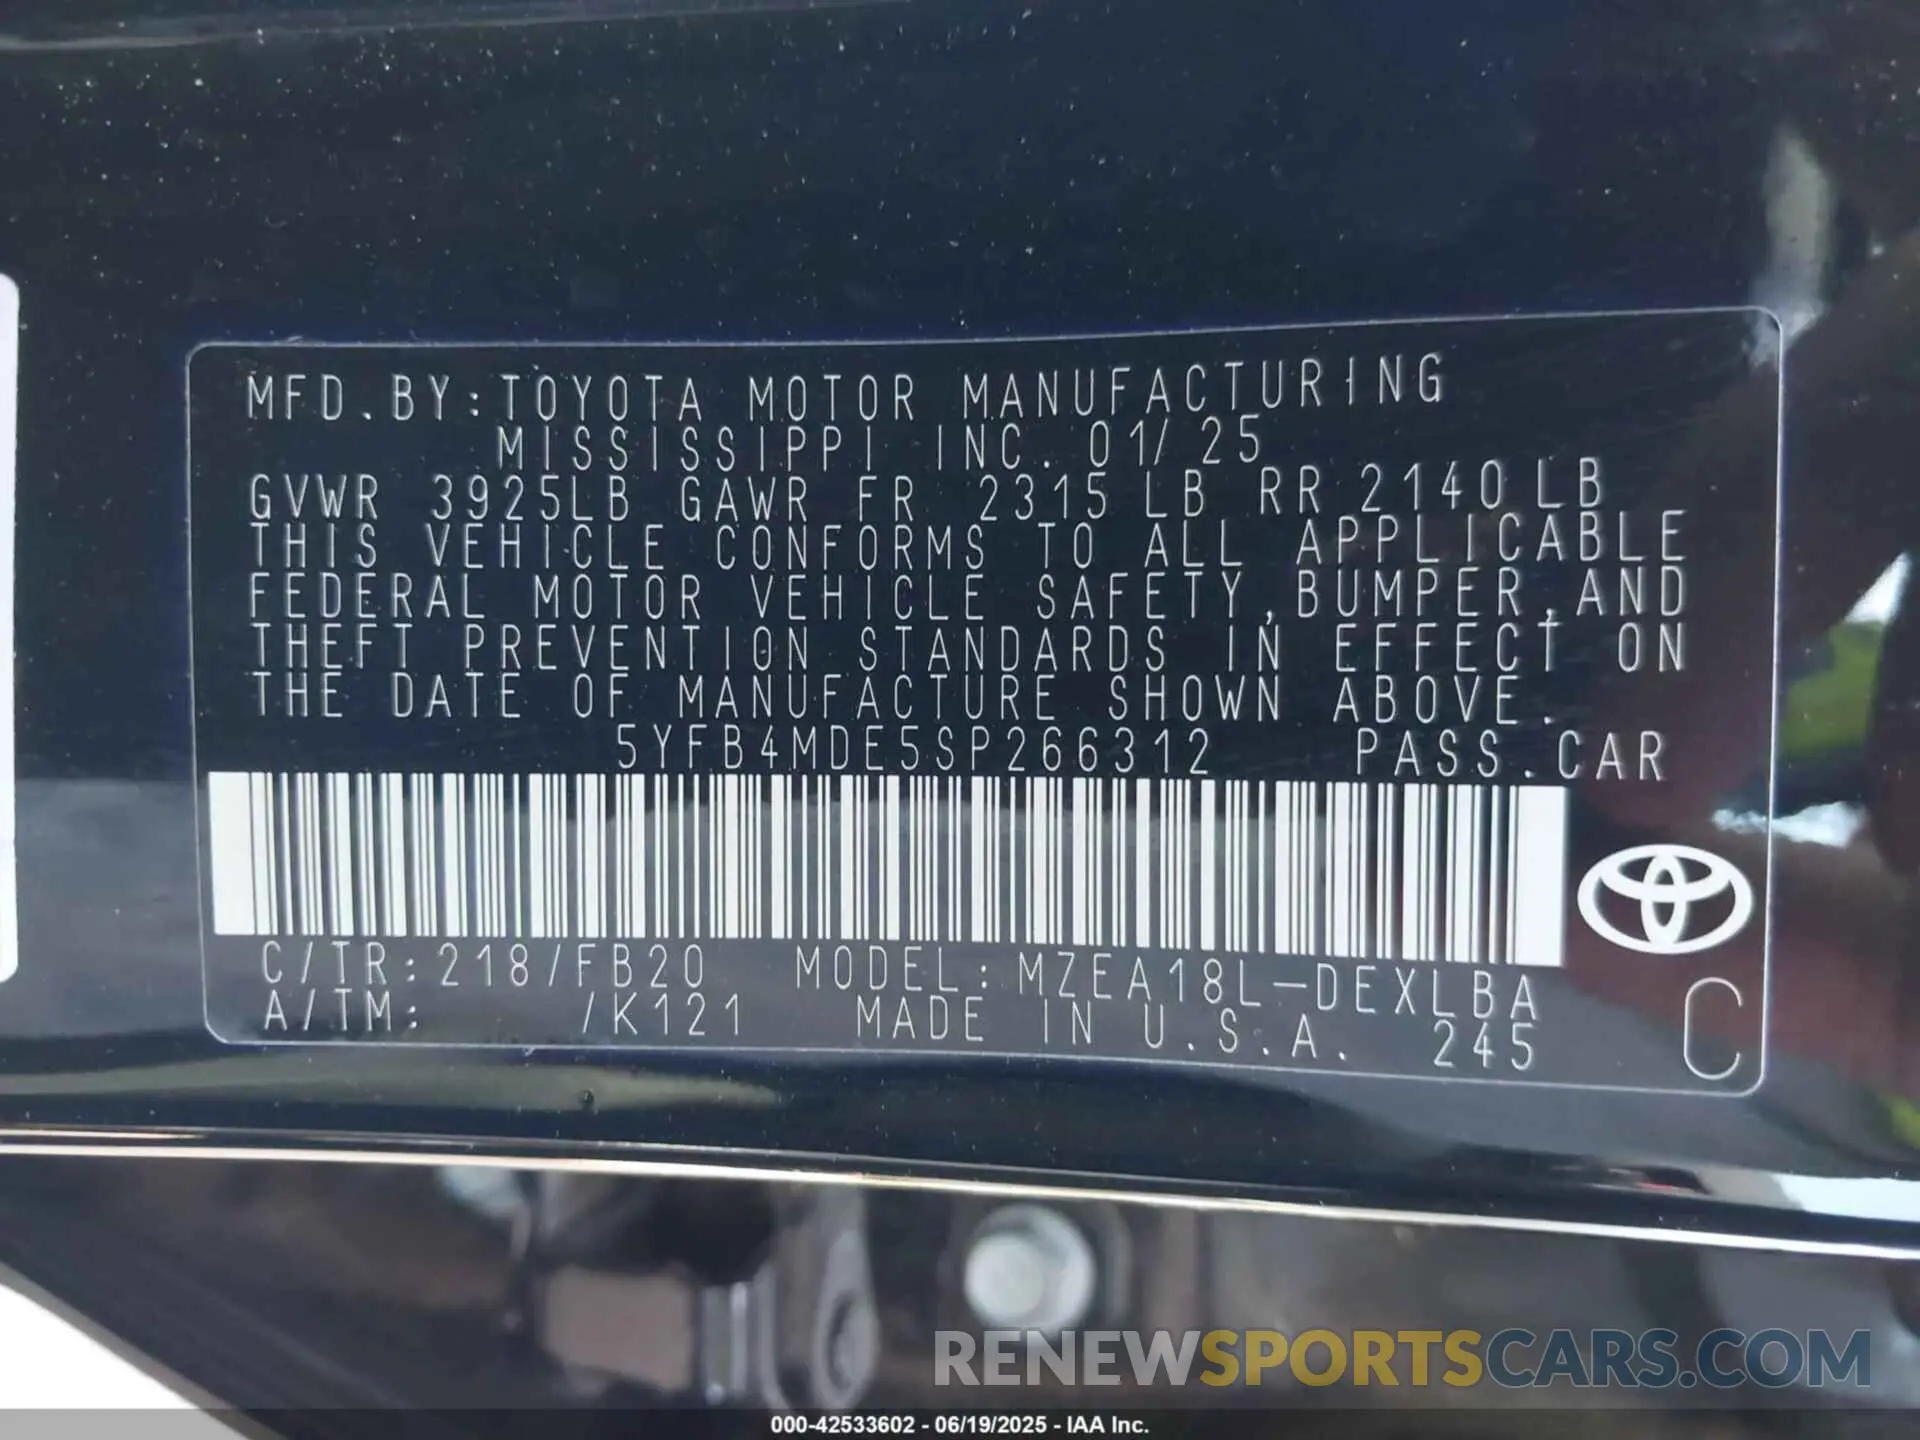 MFD.BY:TOYOTA MOTOR MANUFACTURING
MISSISSIPPI INC. 01/25
GVWR 3925LB GAWR FR 2315 LB RR 2140 LB
THIS VEHICLE CONFORMS TO ALL APPLICABLE
FEDERAL MOTOR VEHICLE SAFETY,BUMPER,AND
THEFT PREVENTION STANDARDS IN EFFECT ON
THE DATE OF MANUFACTURE SHOWN ABOVE.
5YFB4MDE5SP266312 PASS.CAR
C/TR:218/FB20 MODEL:MZEA18L-DEXLBA
A/TM: /K121 MADE IN U.S.A. 245
C
RENEWSPORTSCARS.COM
000-42533602 - 06/19/2025 - IAA Inc.